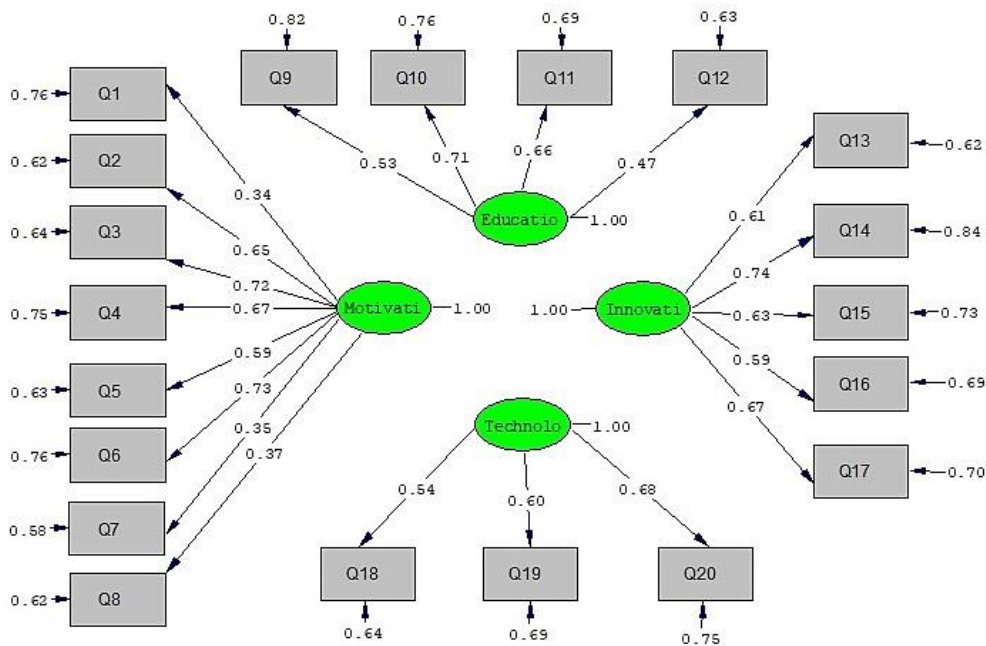 0.82
0.76
0.69
0.63
Q9
Q10
Q11
Q12
0.76
Q1
0.62
Q2
0.64
Q3
0.75
Q4
0.63
Q5
0.76
Q6
0.58
Q7
0.62
Q8
0.53
0.71
0.66
0.47
Educatio
1.00
0.34
0.65
0.72
0.67
0.59
0.73
0.35
0.37
Motivati
1.00
1.00
Innovati
0.61
0.74
0.63
0.59
0.67
Q13
0.62
Q14
0.84
Q15
0.73
Q16
0.69
Q17
0.70
Technolo
1.00
0.54
0.60
0.68
Q18
Q19
Q20
0.64
0.69
0.75